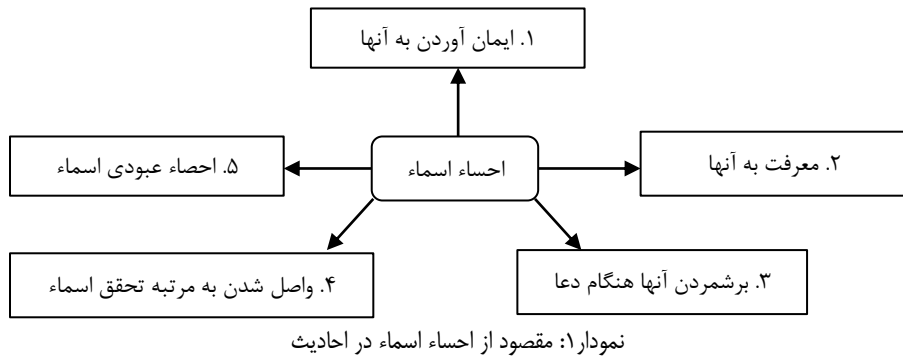 ۱. ایمان آوردن به آنها
احساء اسماء
۲. معرفت به آنها
۳. برشمردن آنها هنگام دعا
۴. واصل شدن به مرتبه تحقق اسماء
۵. احصاء عبودی اسماء
نمودار۱: مقصود از احساء اسماء در احادیث